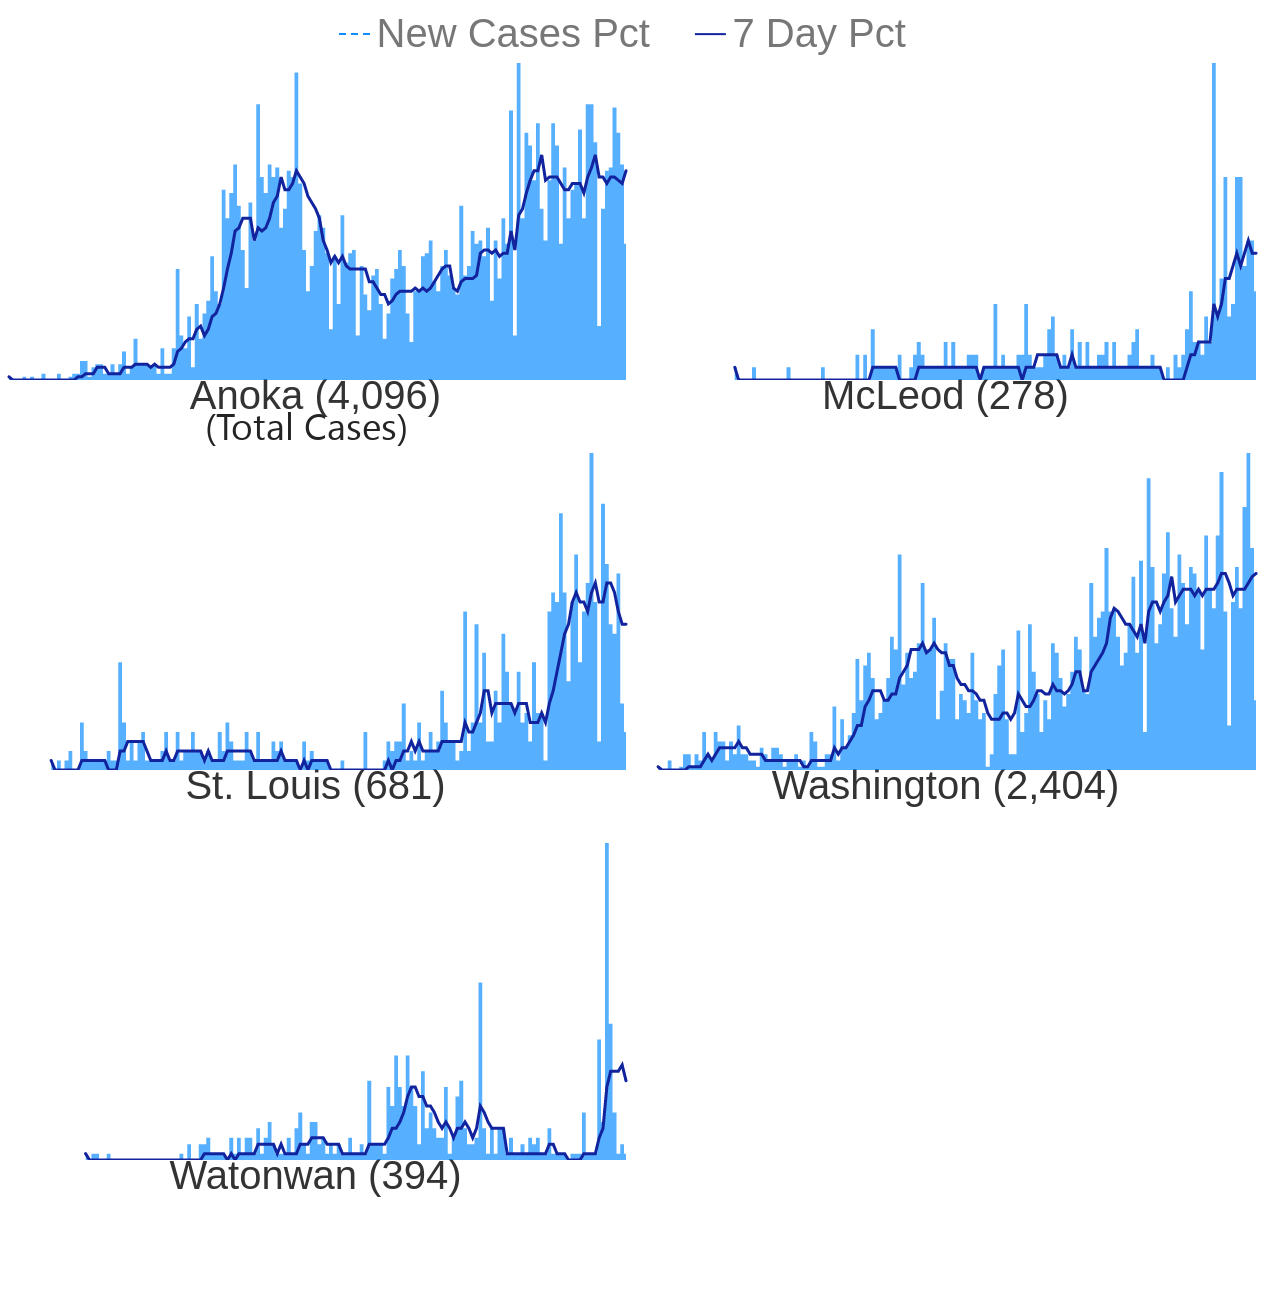 New Cases Pct 7 Day Pct
Anoka (4,096)
(Total Cases)
McLeod (278)
St. Louis (681)
Washington (2,404)
Watonwan (394)